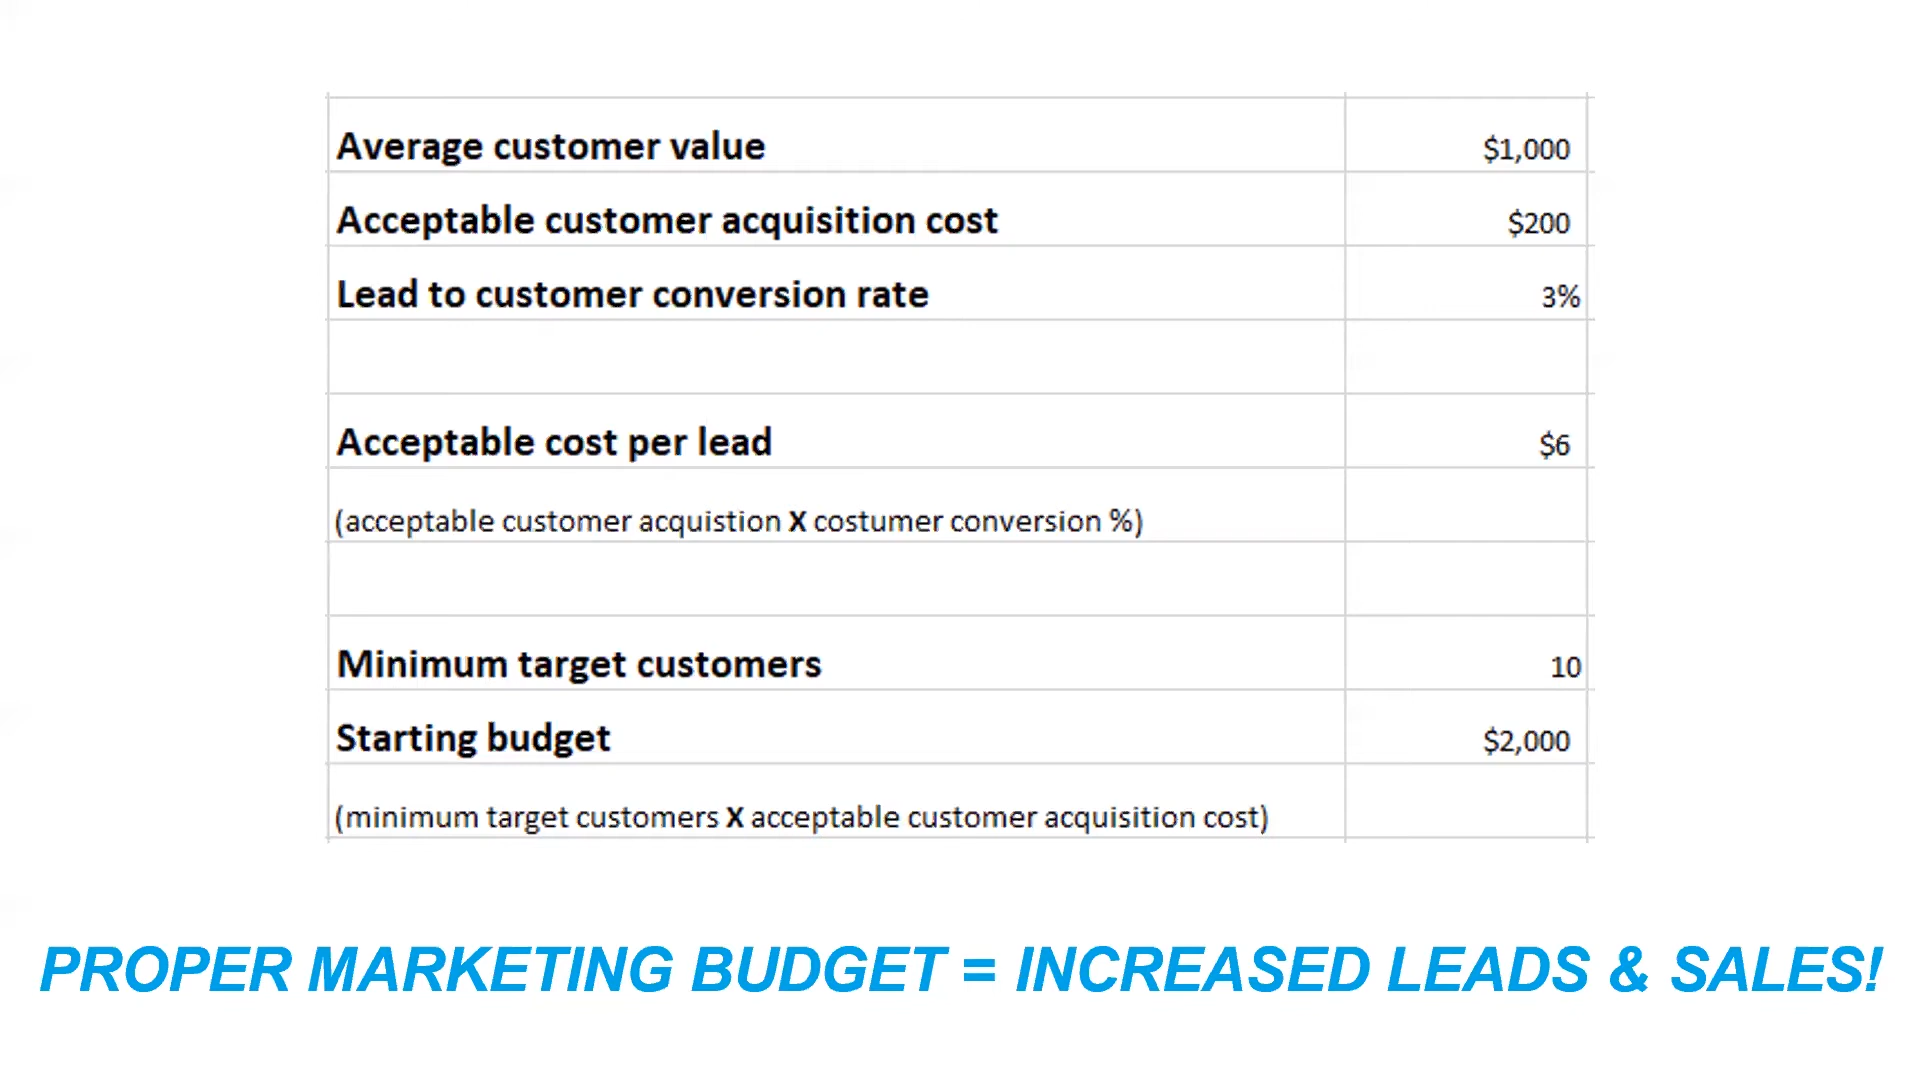 Average customer value $1,000
Acceptable customer acquisition cost $200
Lead to customer conversion rate 3%
Acceptable cost per lead $6
(acceptable customer acquistion X costumer conversion %)
Minimum target customers 10
Starting budget $2,000
(minimum target customers X acceptable customer acquisition cost)
PROPER MARKETING BUDGET = INCREASED LEADS & SALES!